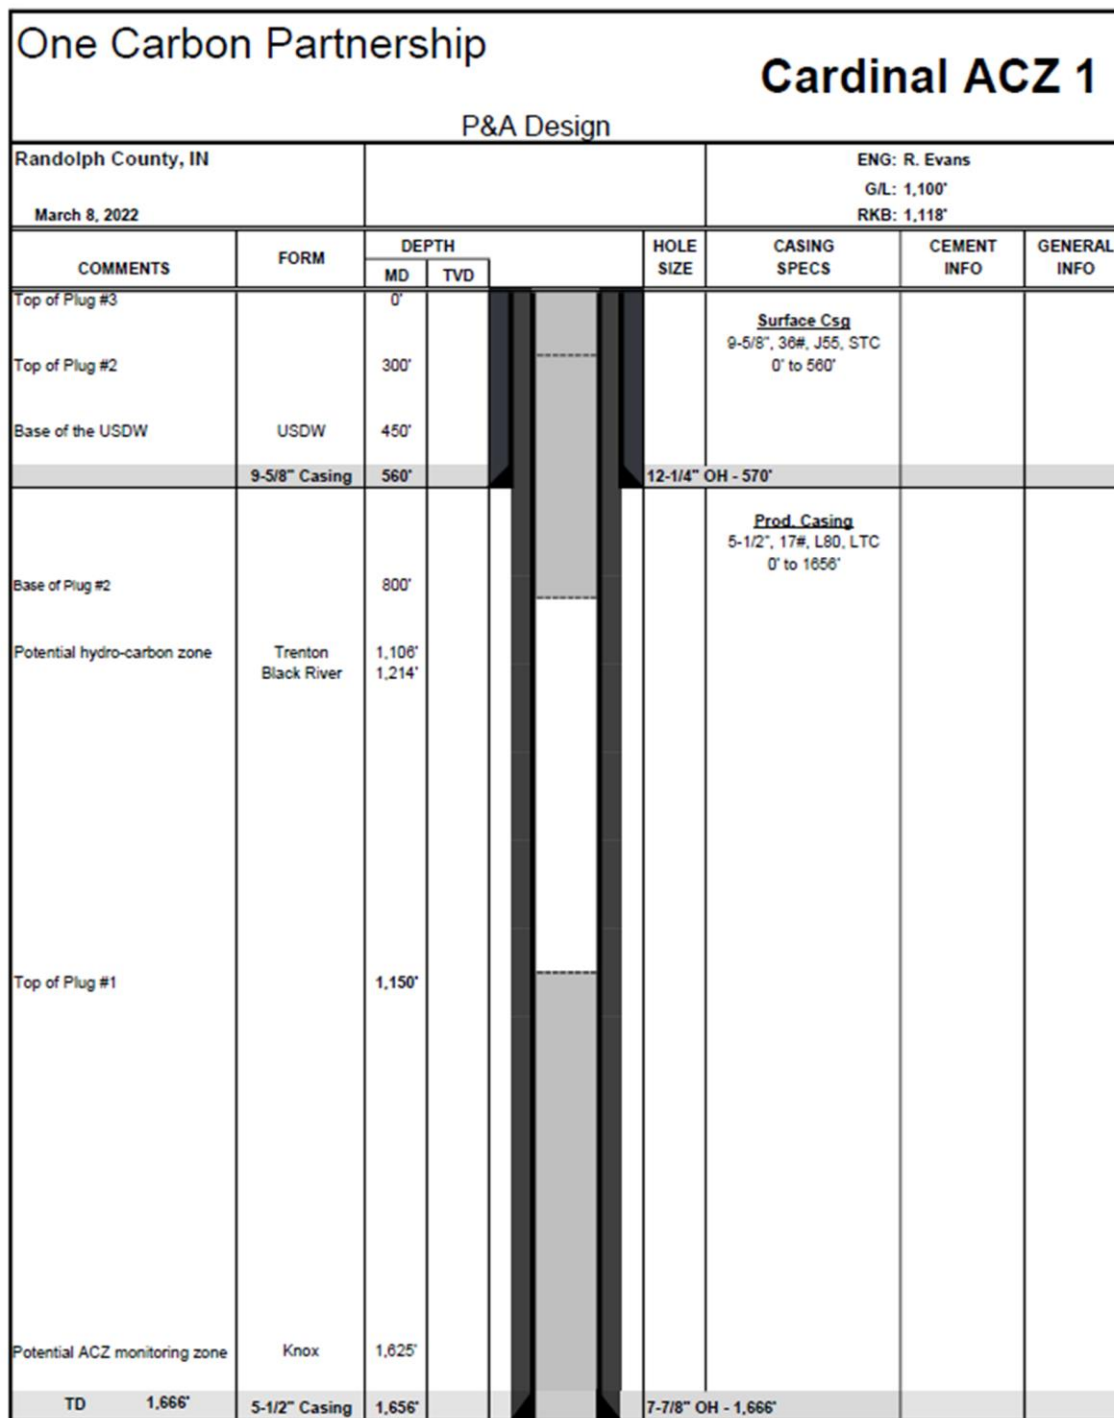 One Carbon Partnership
Cardinal ACZ 1
P&A Design
Randolph County, IN
ENG: R. Evans
G/L: 1,100'
March 8, 2022
RKB: 1,118'
COMMENTS FORM DEPTH MD TVD HOLE SIZE CASING SPECS CEMENT INFO GENERAL INFO
Top of Plug #3 0'
Surface Csg
9-5/8", 36#, J55, STC
Top of Plug #2 300' 0' to 560'
Base of the USDW USDW 450'
9-5/8" Casing 560' 12-1/4" OH - 570'
Prod. Casing
5-1/2", 17#, L80, LTC
0' to 1656'
Base of Plug #2 800'
Potential hydro-carbon zone Trenton 1,106'
Black River 1,214'
Top of Plug #1 1,150'
Potential ACZ monitoring zone Knox 1,625'
TD 1,666' 5-1/2" Casing 1,656' 7-7/8" OH - 1,666'